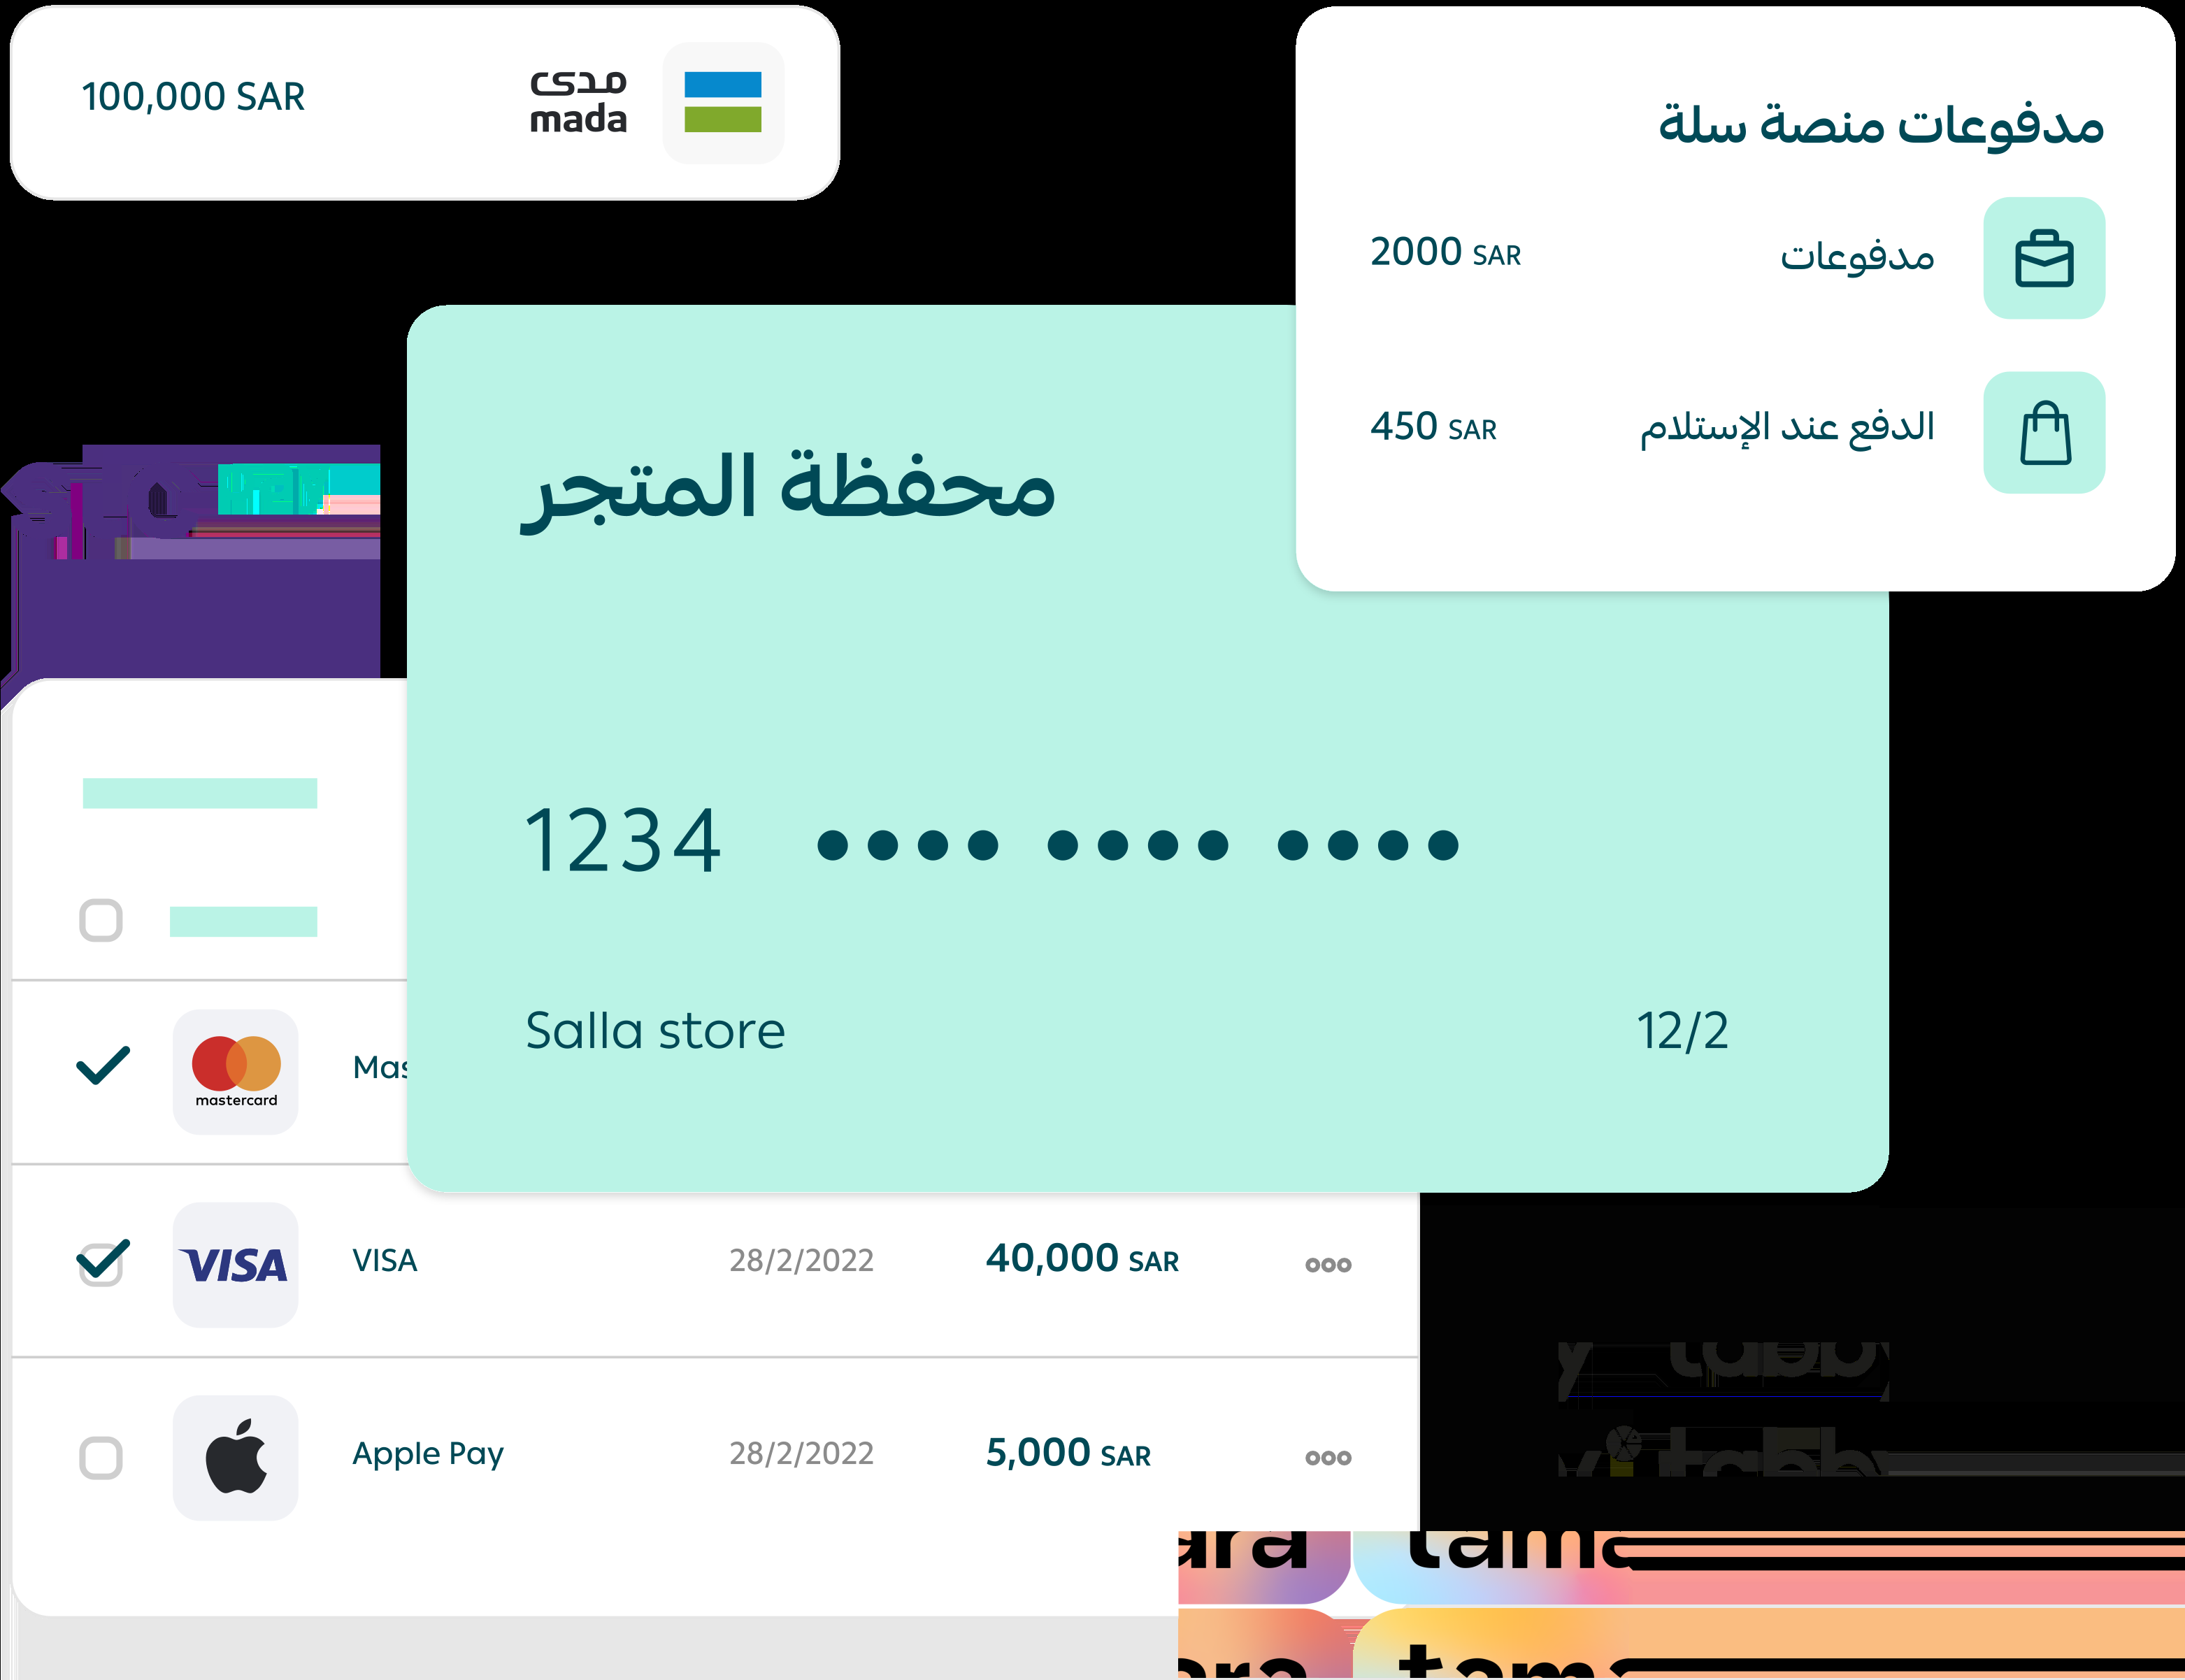 100,000 SAR
مدى
mada
مدفوعات منصة سلة
مدفوعات
2000 SAR
الدفع عند الإستلام
450 SAR
محفظة المتجر
1234 •••• •••• ••••
Salla store 12/2
mastercard
VISA VISA 28/2/2022 40,000 SAR
Apple Pay 28/2/2022 5,000 SAR